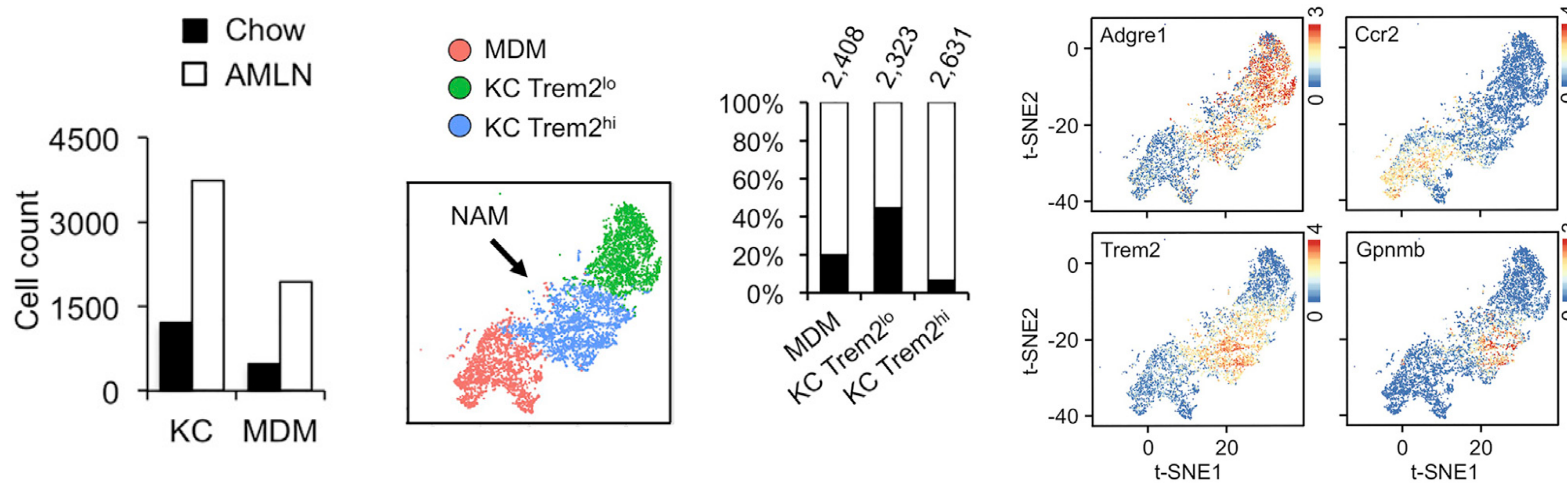 Chow
AMLN
4500
3000
1500
0
Cell count
KC
MDM
MDM
KC Trem2lo
KC Trem2hi
NAM
2,408
2,323
2,631
100%
80%
60%
40%
20%
0%
MDM
KC Trem2lo
KC Trem2hi
Adgre1
3
0
0
-20
-40
t-SNE2
Ccr2
Trem2
4
0
0
-20
-40
t-SNE2
0
20
t-SNE1
Gpnmb
0
20
t-SNE1